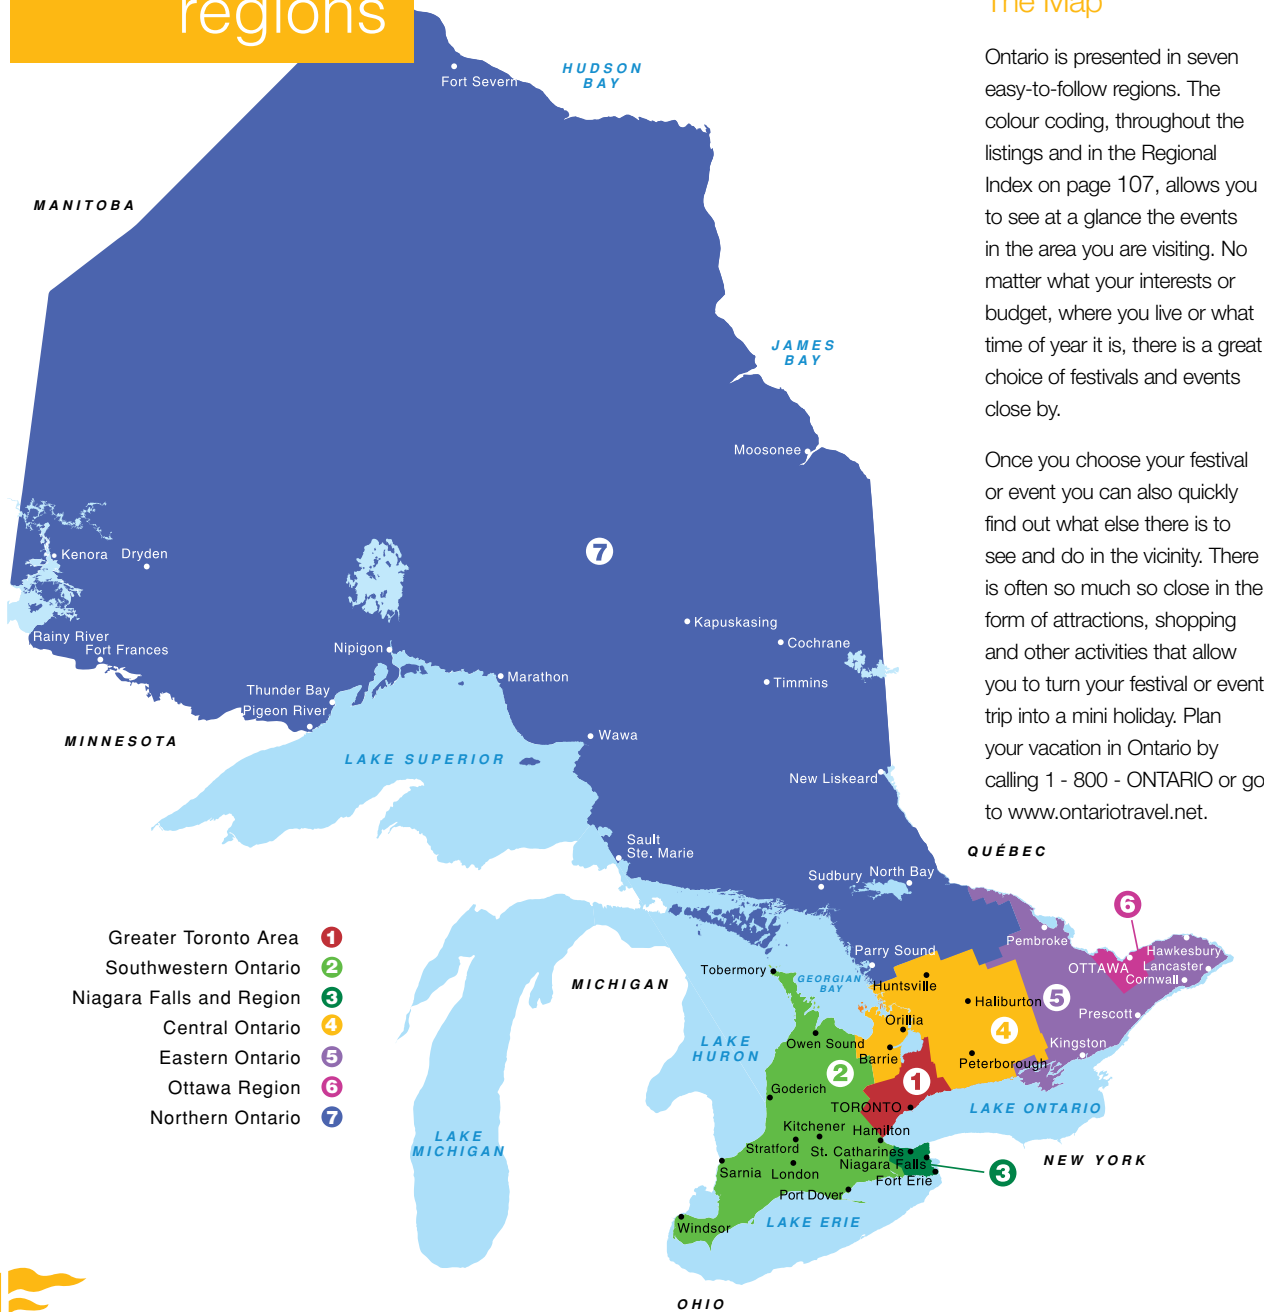 regions
The Map
Ontario is presented in seven
easy-to-follow regions. The
colour coding, throughout the
listings and in the Regional
Index on page 107, allows you
to see at a glance the events
in the area you are visiting. No
matter what your interests or
budget, where you live or what
time of year it is, there is a great
choice of festivals and events
close by.
Once you choose your festival
or event you can also quickly
find out what else there is to
see and do in the vicinity. There
is often so much so close in the
form of attractions, shopping
and other activities that allow
you to turn your festival or event
trip into a mini holiday. Plan
your vacation in Ontario by
calling 1 - 800 - ONTARIO or go
to www.ontariotravel.net.
HUDSON
BAY
Fort Severn
MANITOBA
JAMES
BAY
Moosonee
7
Kenora
Dryden
Rainy River
Fort Frances
Nipigon
Kapuskasing
Cochrane
Marathon
Timmins
Thunder Bay
Pigeon River
MINNESOTA
Wawa
LAKE SUPERIOR
New Liskeard
Sault
Ste. Marie
QUÉBEC
Sudbury
North Bay
6
Greater Toronto Area 1
Southwestern Ontario 2
Niagara Falls and Region 3
Central Ontario 4
Eastern Ontario 5
Ottawa Region 6
Northern Ontario 7
Pembroke
Hawkesbury
Parry Sound
OTTAWA
Lancaster
Cornwall
Tobermory
GEORGIAN
BAY
MICHIGAN
Huntsville
Haliburton
5
Prescott
Orillia
4
LAKE
HURON
Owen Sound
Barrie
Kingston
Peterborough
2
1
Goderich
TORONTO
LAKE ONTARIO
Kitchener
Hamilton
LAKE
MICHIGAN
Stratford
St. Catharines
NEW YORK
Niagara Falls
Sarnia
London
Fort Erie
3
Port Dover
Windsor
LAKE ERIE
OHIO